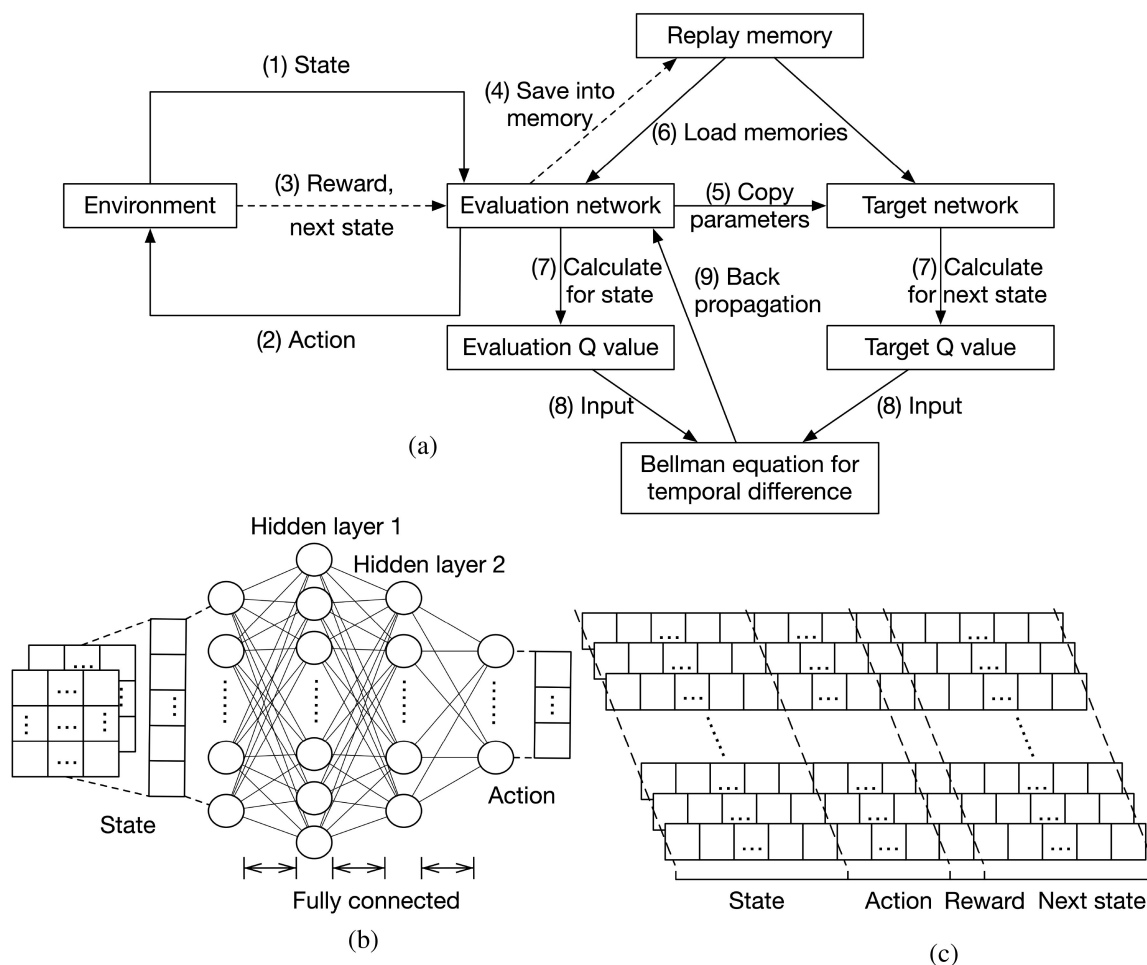 Replay memory
(1) State
(4) Save into
memory
(6) Load memories
Environment
(3) Reward,
next state
Evaluation network
(5) Copy
parameters
Target network
(7) Calculate
for state
(9) Back
propagation
(7) Calculate
for next state
(2) Action
Evaluation Q value
Target Q value
(8) Input
(8) Input
(a)
Bellman equation for
temporal difference
Hidden layer 1
Hidden layer 2
State
Action
Fully connected
(b)
State
Action
Reward
Next state
(c)